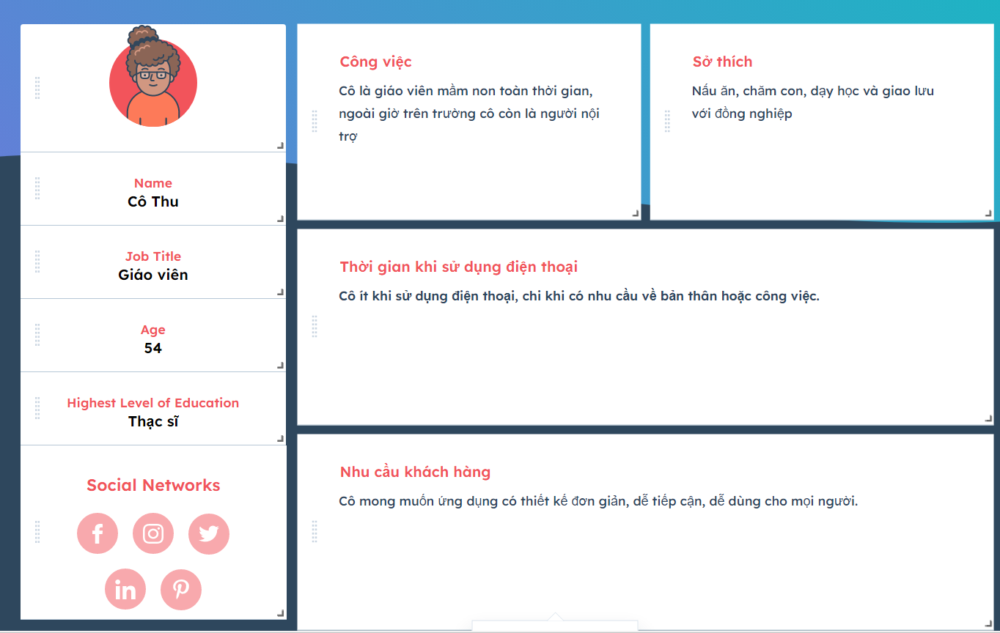 Name
Cô Thu
Job Title
Giáo viên
Age
54
Highest Level of Education
Thạc sĩ
Social Networks
Công việc
Cô là giáo viên mầm non toàn thời gian,
ngoài giờ trên trường cô còn là người nội
trợ
Sở thích
Nấu ăn, chăm con, dạy học và giao lưu
với đồng nghiệp
Thời gian khi sử dụng điện thoại
Cô ít khi sử dụng điện thoại, chi khi có nhu cầu về bản thân hoặc công việc.
Nhu cầu khách hàng
Cô mong muốn ứng dụng có thiết kế đơn giản, dễ tiếp cận, dễ dùng cho mọi người.